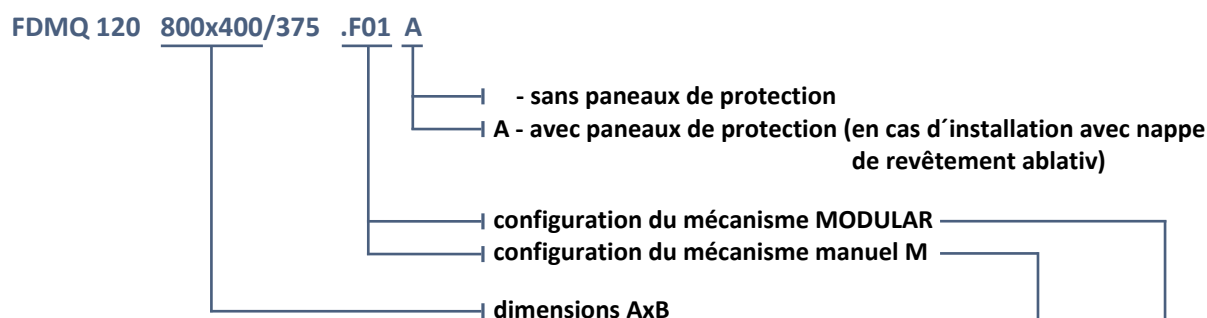 FDMQ 120 800x400/375 .F01 A
- sans paneaux de protection
A - avec paneaux de protection (en cas d´installation avec nappe
de revêtement ablativ)
configuration du mécanisme MODULAR
configuration du mécanisme manuel M
dimensions AxB